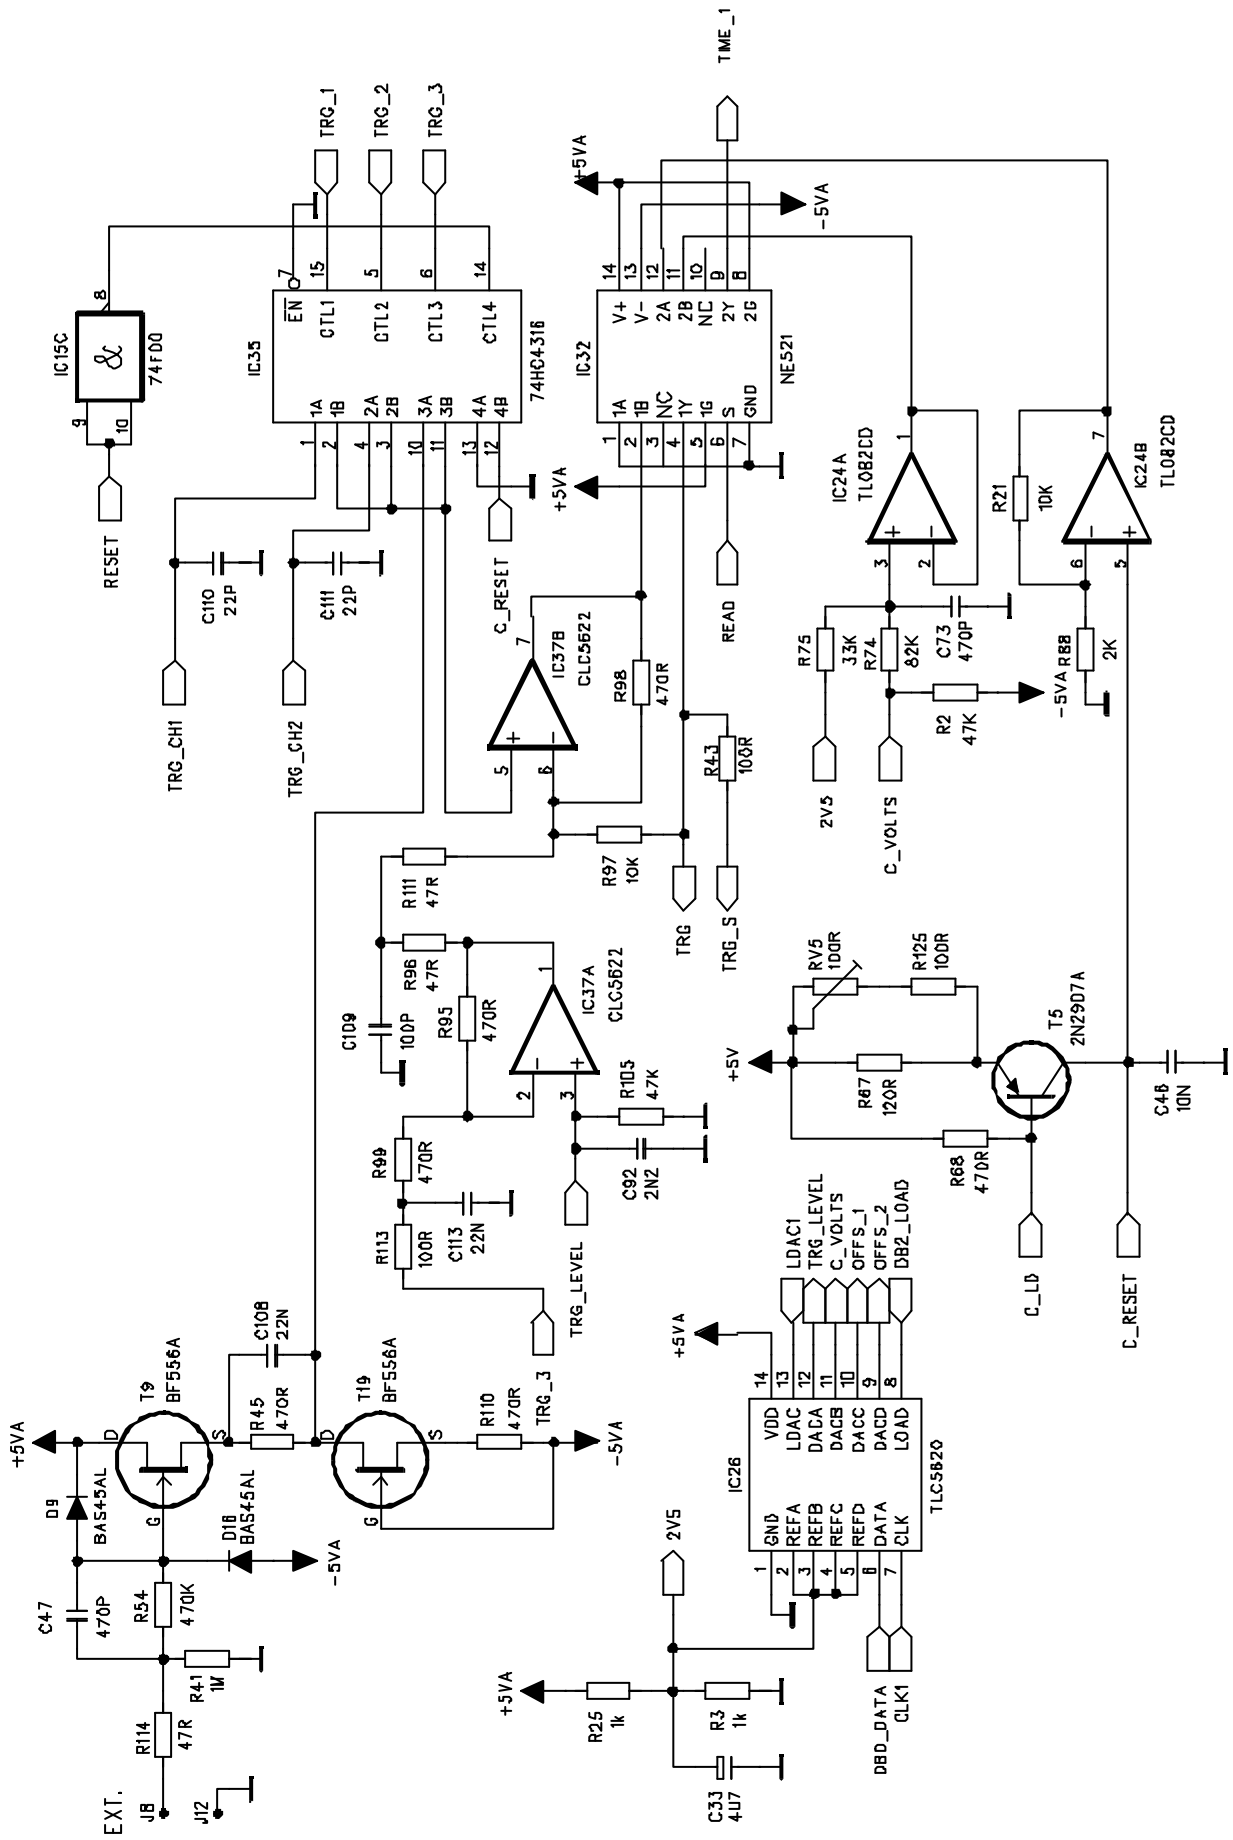 EXT.
J8
J12
R114
47R
R41
1M
C47
470P
R54
470K
D9
BAS45AL
D16
BAS45AL
-5VA
+5VA
T9
BF556A
D
G
S
R45
470R
C108
22N
T19
BF556A
D
G
S
R110
470R
-5VA
TRG_3
R113
100R
C113
22N
R99
470R
TRG_LEVEL
C92
2N2
R105
47K
R95
470R
IC37A
CLC5622
2
3
1
-
+
C109
100P
R96
47R
R111
47R
R97
10K
TRG
TRG_S
R43
100R
R98
470R
IC37B
CLC5622
5
6
7
+
-
TRG_CH1
C110
22P
TRG_CH2
C111
22P
RESET
9
10
8
&
IC15C
74F00
C_RESET
IC35
74HC4316
1 1A
2 1B
4 2A
3 2B
10 3A
11 3B
13 4A
12 4B
EN 7
CTL1 15
CTL2 5
CTL3 6
CTL4 14
TRG_1
TRG_2
TRG_3
IC32
NE521
+5VA
1 1A
2 1B
3 NC
4 1Y
5 1G
6 S
7 GND
V+ 14
V- 13
2A 12
2B 11
NC 10
2Y 9
2G 8
+5VA
-5VA
TIME_1
READ
2V5
R75
33K
C_VOLTS
R74
82K
R2
47K
-5VA
C73
470P
IC24A
TL082CD
3
2
1
+
-
R88
2K
R21
10K
IC24B
TL082CD
6
5
7
-
+
+5V
RV5
100R
R125
100R
R67
120R
R68
470R
T5
2N2907A
C46
10N
C_LD
C_RESET
+5VA
R25
1k
R3
1k
C33
4U7
2V5
IC26
TLC5620
1 GND
2 REFA
3 REFB
4 REFC
5 REFD
6 DATA
7 CLK
DBD_DATA
CLK1
VDD 14
LDAC 13
DACA 12
DACB 11
DACC 10
DACD 9
LOAD 8
+5VA
LDAC1
TRG_LEVEL
C_VOLTS
OFFS_1
OFFS_2
DB2_LOAD